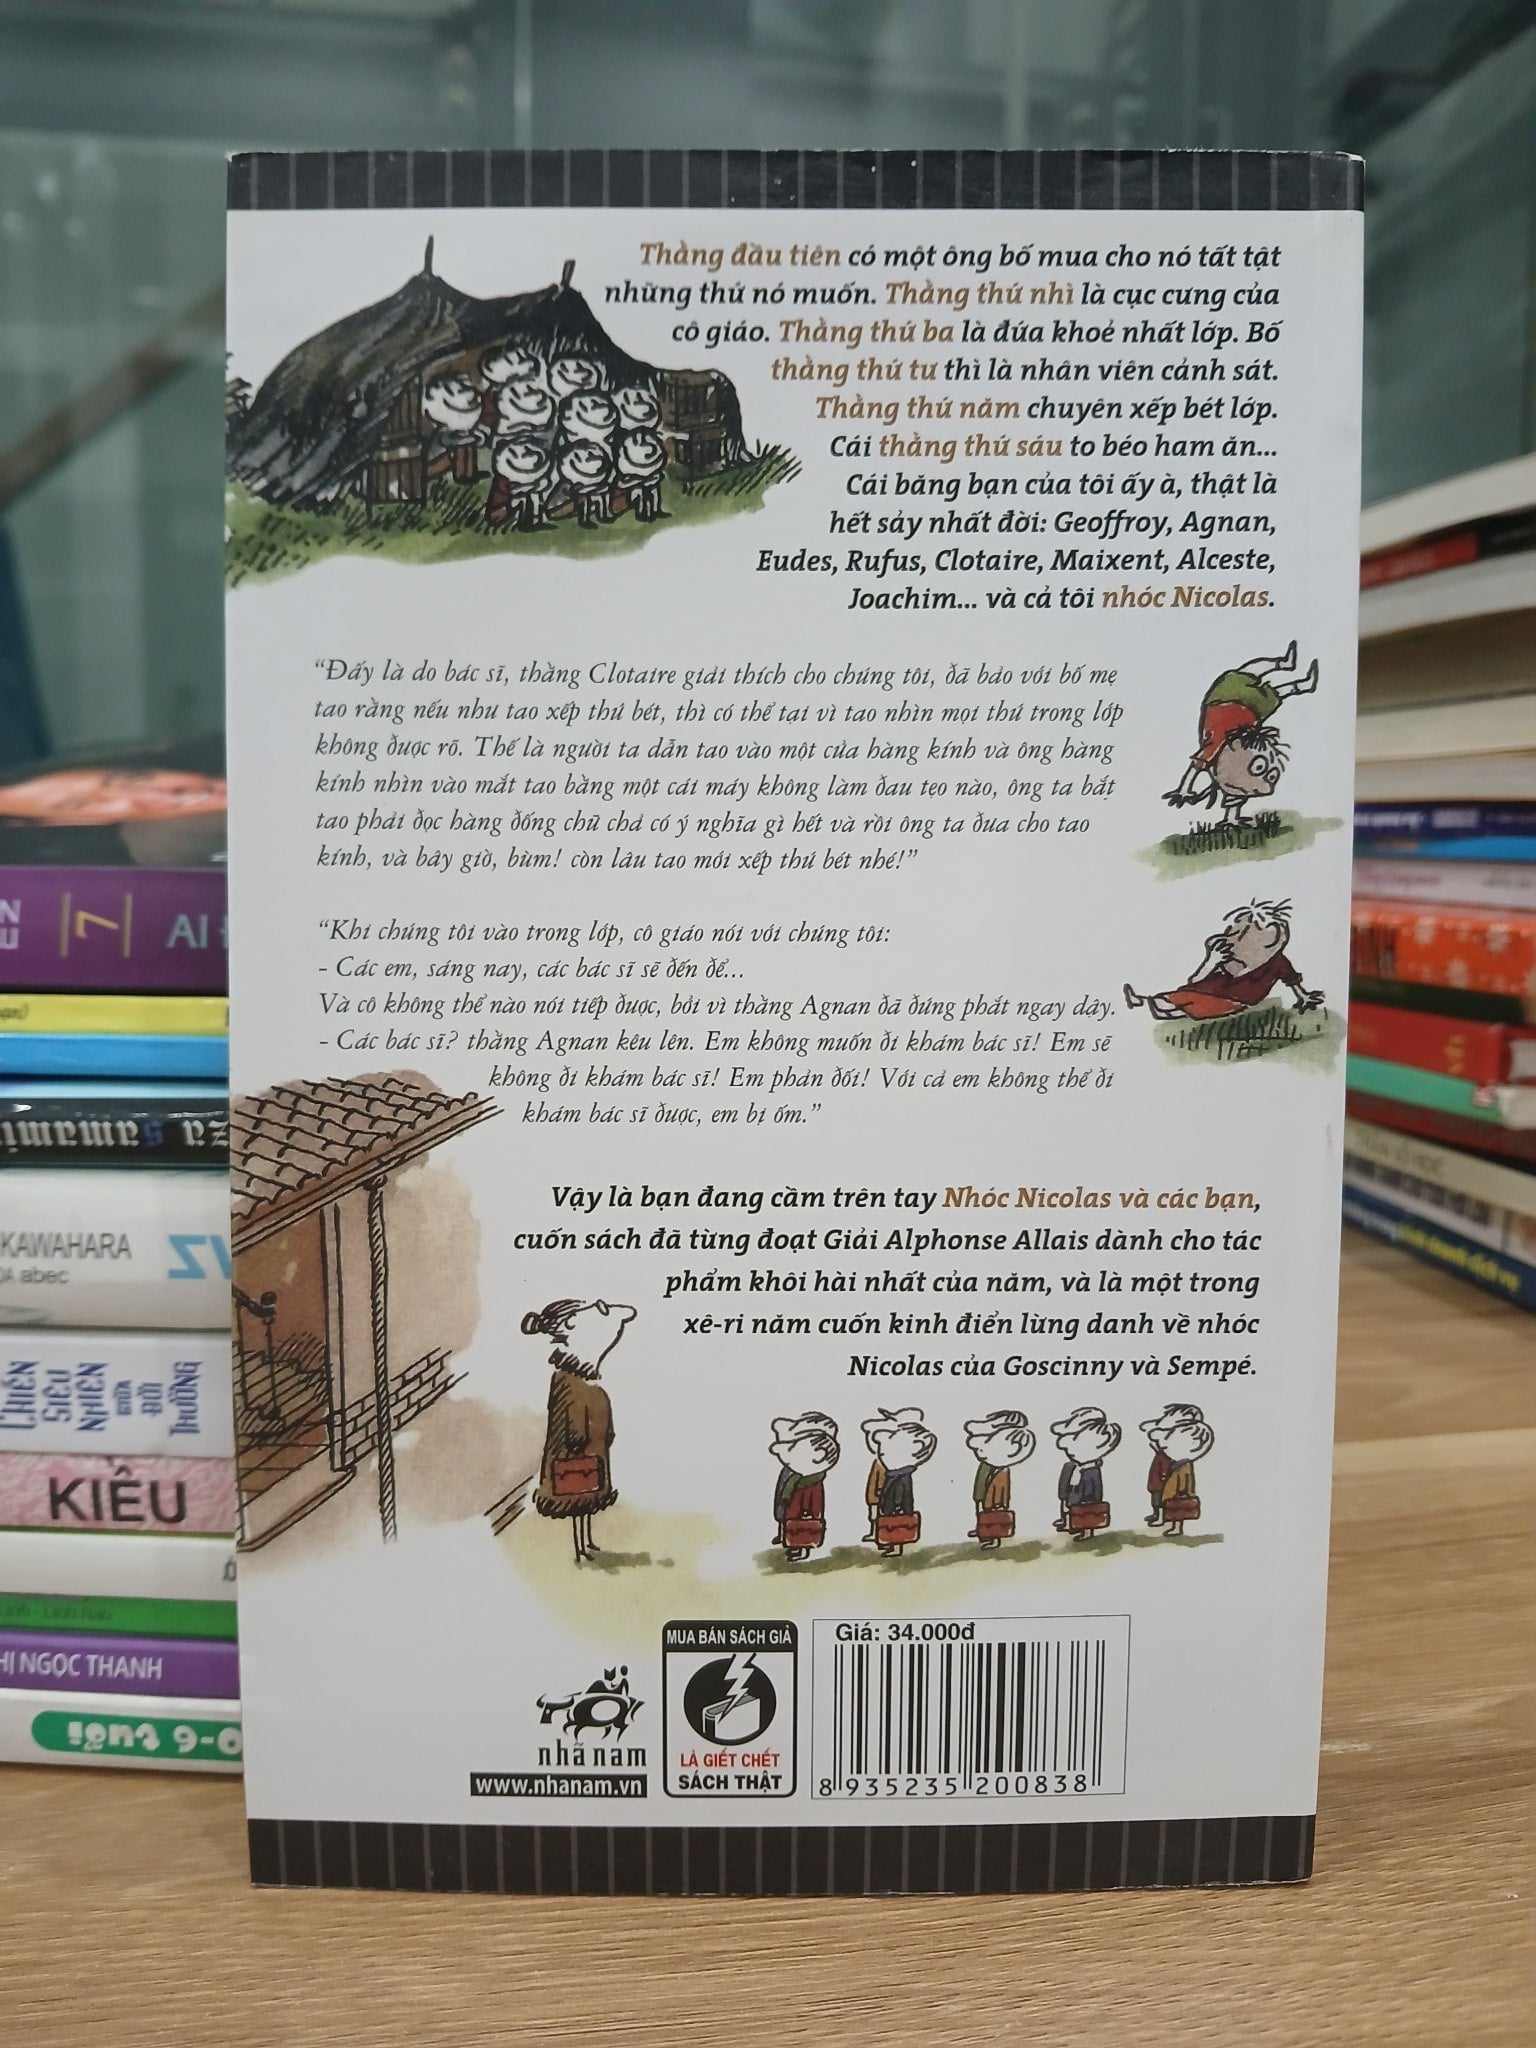 Thằng đầu tiên có một ông bố mua cho nó tất tật
những thứ nó muốn. Thằng thứ nhì là cục cưng của
cô giáo. Thằng thứ ba là đứa khoẻ nhất lớp. Bố
thằng thứ tư thì là nhân viên cảnh sát.
Thằng thứ năm chuyên xếp bét lớp.
Cái thằng thứ sáu to béo ham ăn...
Cái băng bạn của tôi ấy à, thật là
hết sảy nhất đời: Geoffroy, Agnan,
Eudes, Rufus, Clotaire, Maixent, Alceste,
Joachim... và cả tôi nhóc Nicolas.
“Đấy là do bác sĩ, thằng Clotaire giải thích cho chúng tôi, đã bảo với bố mẹ
tao rằng nếu như tao xếp thứ bét, thì có thể tại vì tao nhìn mọi thứ trong lớp
không được rõ. Thế là người ta dẫn tao vào một cửa hàng kính và ông hàng
kính nhìn vào mắt tao bằng một cái máy không làm đau tẹo nào, ông ta bắt
tao phải đọc hàng đống chữ chả có ý nghĩa gì hết và rồi ông ta đưa cho tao
kính, và bây giờ, bùm! còn lâu tao mới xếp thứ bét nhé!”
“Khi chúng tôi vào trong lớp, cô giáo nói với chúng tôi:
- Các em, sáng nay, các bác sĩ sẽ đến để...
Và cô không thể nào nói tiếp được, bởi vì thằng Agnan đã đứng phắt ngay dậy.
- Các bác sĩ? thằng Agnan kêu lên. Em không muốn đi khám bác sĩ! Em sẽ
không đi khám bác sĩ! Em phản đối! Với cả em không thể đi
khám bác sĩ được, em bị ốm.”
Vậy là bạn đang cầm trên tay Nhóc Nicolas và các bạn,
cuốn sách đã từng đoạt Giải Alphonse Allais dành cho tác
phẩm khôi hài nhất của năm, và là một trong
xê-ri năm cuốn kinh điển lừng danh về nhóc
Nicolas của Goscinny và Sempé.
nhã nam
www.nhanam.vn
MUA BÁN SÁCH GIẢ
LÀ GIẾT CHẾT
SÁCH THẬT
Giá: 34.000đ
8 935235 200838
7
AI
KAWAHARA
abec
CHIẾN
SIÊU
NHIÊN
GIỮA
ĐỜI
THƯỜNG
KIỀU
NGỌC THANH
0-6 tuổi